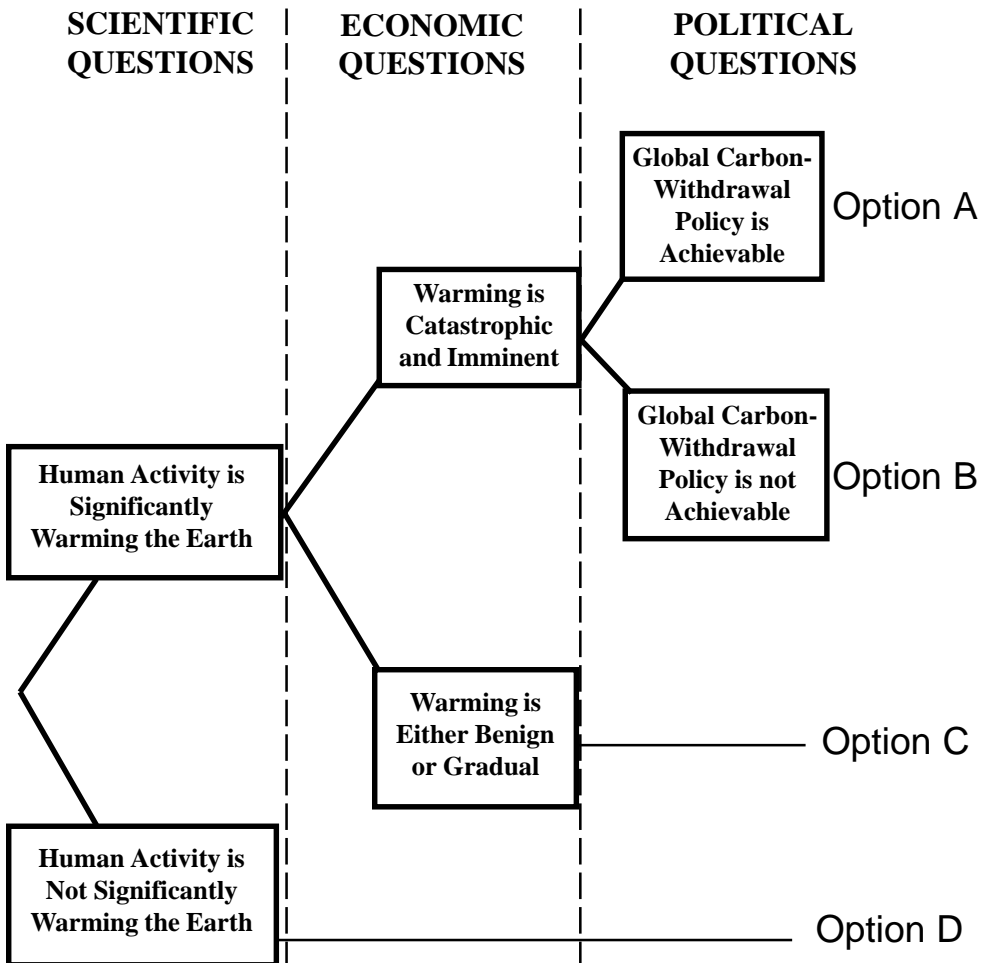 SCIENTIFIC
QUESTIONS
ECONOMIC
QUESTIONS
POLITICAL
QUESTIONS
Global Carbon-
Withdrawal
Policy is
Achievable
Option A
Warming is
Catastrophic
and Imminent
Global Carbon-
Withdrawal
Policy is not
Achievable
Option B
Human Activity is
Significantly
Warming the Earth
Warming is
Either Benign
or Gradual
Option C
Human Activity is
Not Significantly
Warming the Earth
Option D